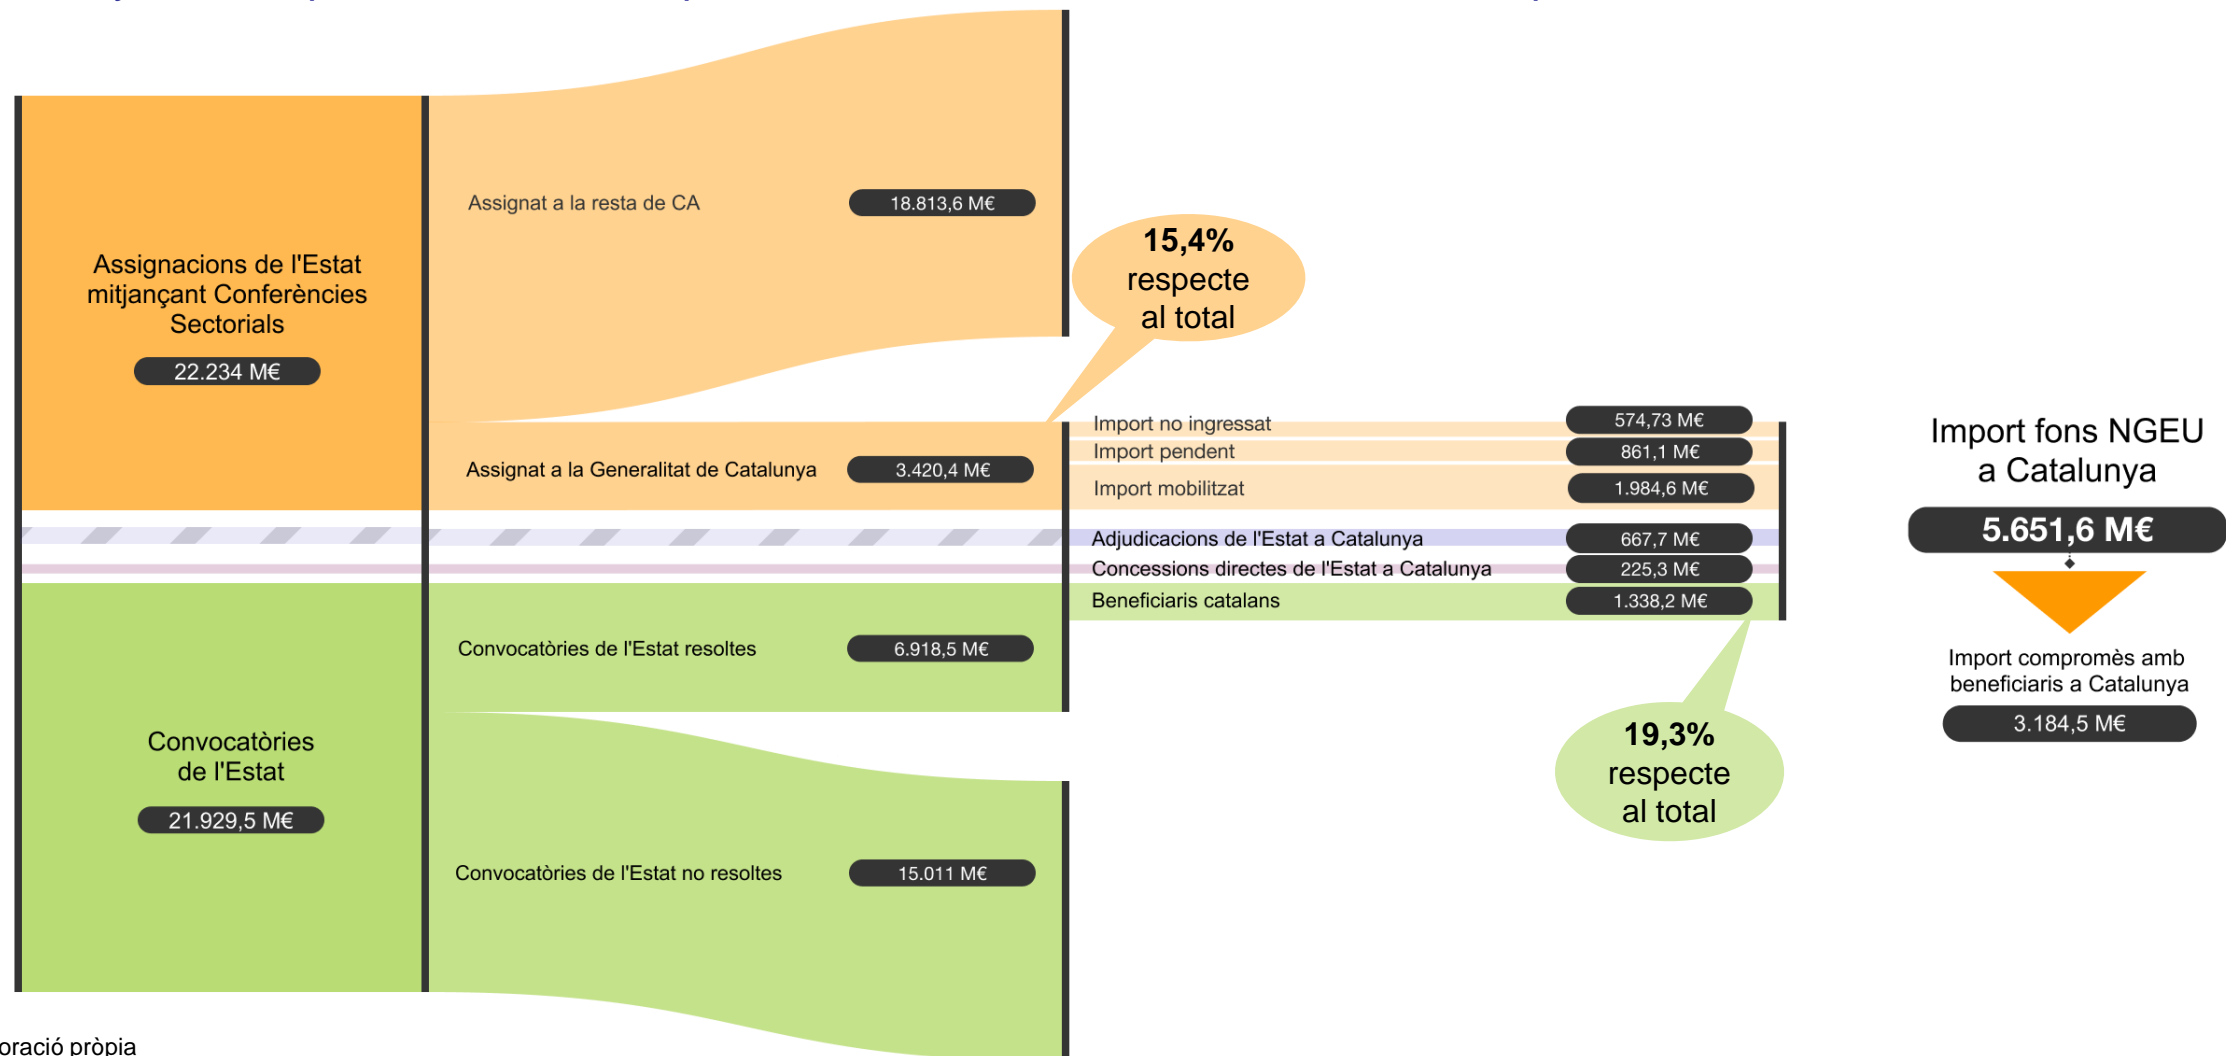 Assignacions de l'Estat
mitjançant Conferències
Sectorials
22.234 M€
Convocatòries
de l'Estat
21.929,5 M€
Assignat a la resta de CA
18.813,6 M€
Assignat a la Generalitat de Catalunya
3.420,4 M€
Convocatòries de l'Estat resoltes
6.918,5 M€
Convocatòries de l'Estat no resoltes
15.011 M€
15,4%
respecte
al total
Import no ingressat
574,73 M€
Import pendent
861,1 M€
Import mobilitzat
1.984,6 M€
Adjudicacions de l'Estat a Catalunya
667,7 M€
Concessions directes de l'Estat a Catalunya
225,3 M€
Beneficiaris catalans
1.338,2 M€
19,3%
respecte
al total
Import fons NGEU
a Catalunya
5.651,6 M€
Import compromès amb
beneficiaris a Catalunya
3.184,5 M€
oració pròpia